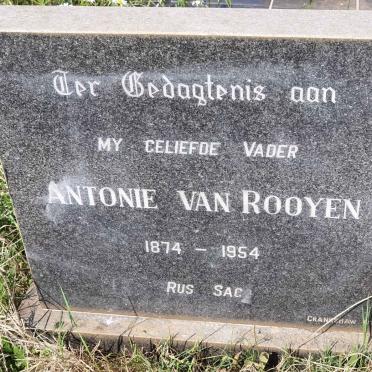 Ter Gedagtenis aan
MY GELIEFDE VADER
ANTONIE VAN ROOYEN
1874 - 1954
RUS SAG